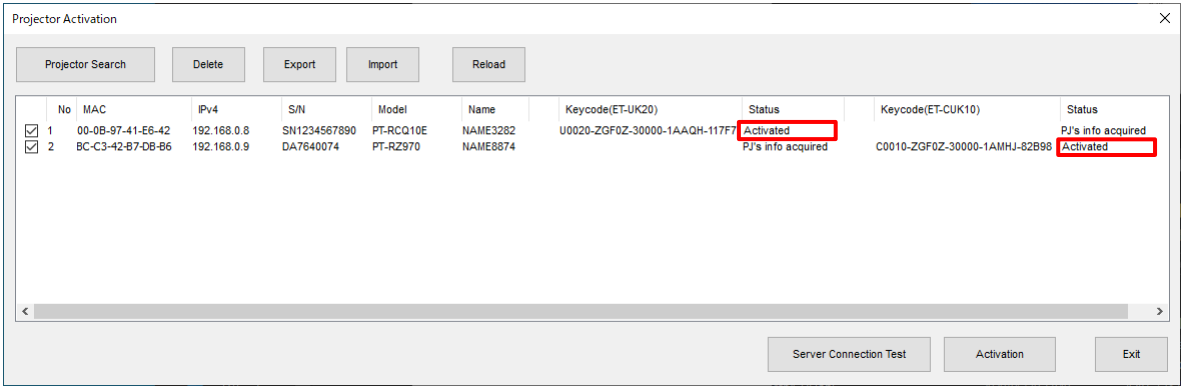 Projector Activation
Projector Search Delete Export Import Reload
No MAC IPv4 S/N Model Name Keycode(ET-UK20) Status Keycode(ET-CUK10) Status
1 00-0B-97-41-E6-42 192.168.0.8 SN1234567890 PT-RCQ10E NAME3282 U0020-ZGF0Z-30000-1AAQH-117F7 Activated PJ's info acquired
2 BC-C3-42-B7-DB-B6 192.168.0.9 DA7640074 PT-RZ970 NAME8874 PJ's info acquired C0010-ZGF0Z-30000-1AMHJ-82B98 Activated
Server Connection Test Activation Exit